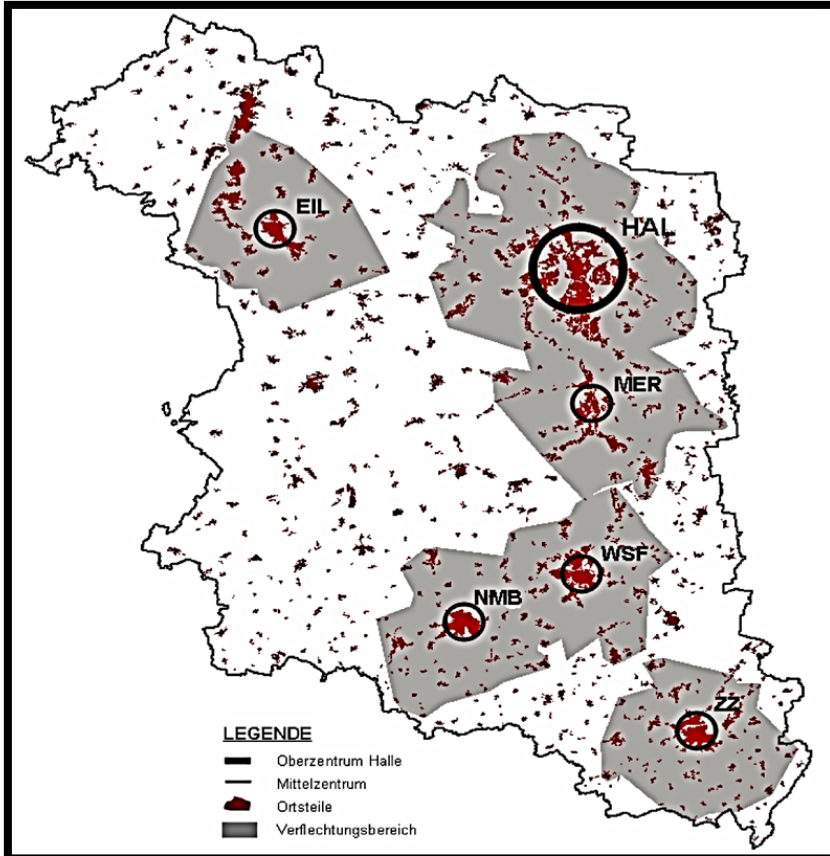 EIL
HAL
MER
WSF
NMB
ZZ
LEGENDE
Oberzentrum Halle
Mittelzentrum
Ortsteile
Verflechtungsbereich